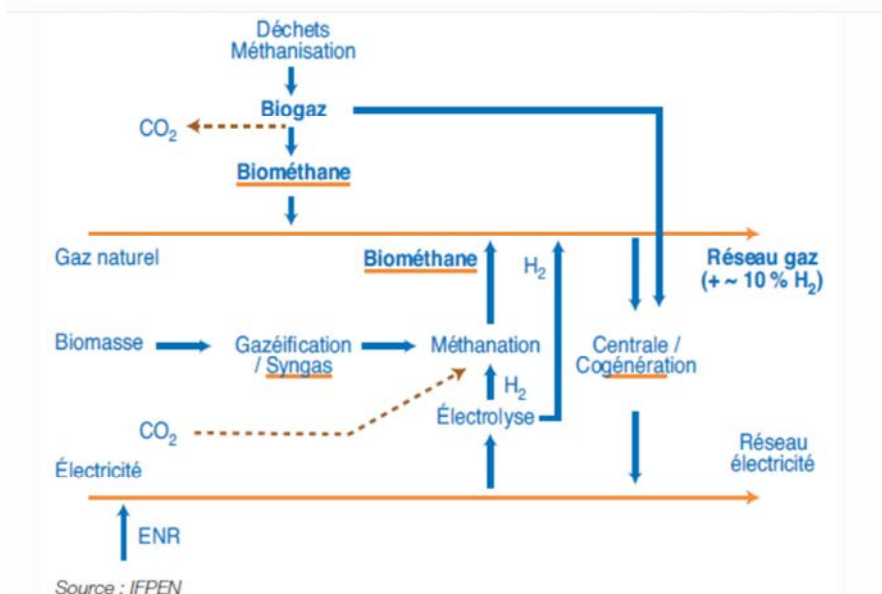 Déchets
Méthanisation
Biogaz
CO₂
Biométhane
Gaz naturel
Biométhane
H₂
Réseau gaz
(+ ~ 10 % H₂)
Biomasse
Gazéification
/ Syngas
Méthanation
Centrale /
Cogénération
H₂
Électrolyse
CO₂
Électricité
Réseau
électricité
ENR
Source : IFPEN